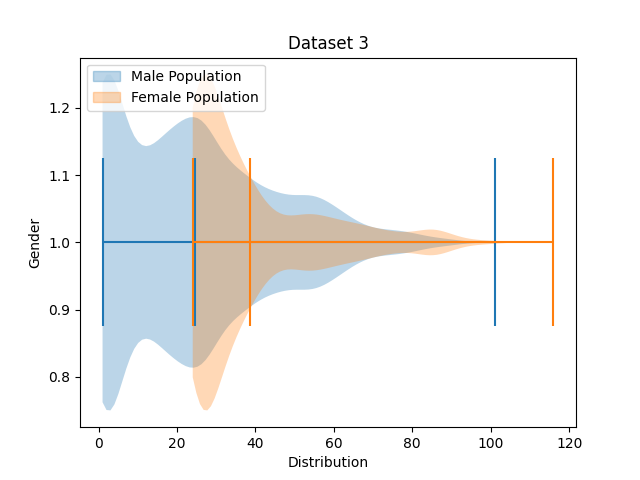 Dataset 3
Male Population
Female Population
1.2
1.1
1.0
0.9
0.8
Gender
0
20
40
60
80
100
120
Distribution